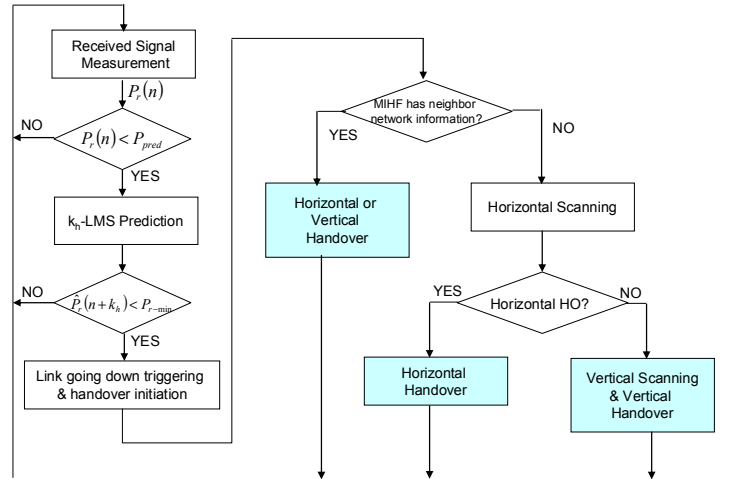 Received Signal
Measurement
P_r(n)
NO
P_r(n) < P_pred
YES
k_h-LMS Prediction
NO
P̂_r(n + k_h) < P_r-min
YES
Link going down triggering
& handover initiation
MIHF has neighbor
network information?
YES
NO
Horizontal or
Vertical
Handover
Horizontal Scanning
YES
Horizontal HO?
NO
Horizontal
Handover
Vertical Scanning
& Vertical
Handover